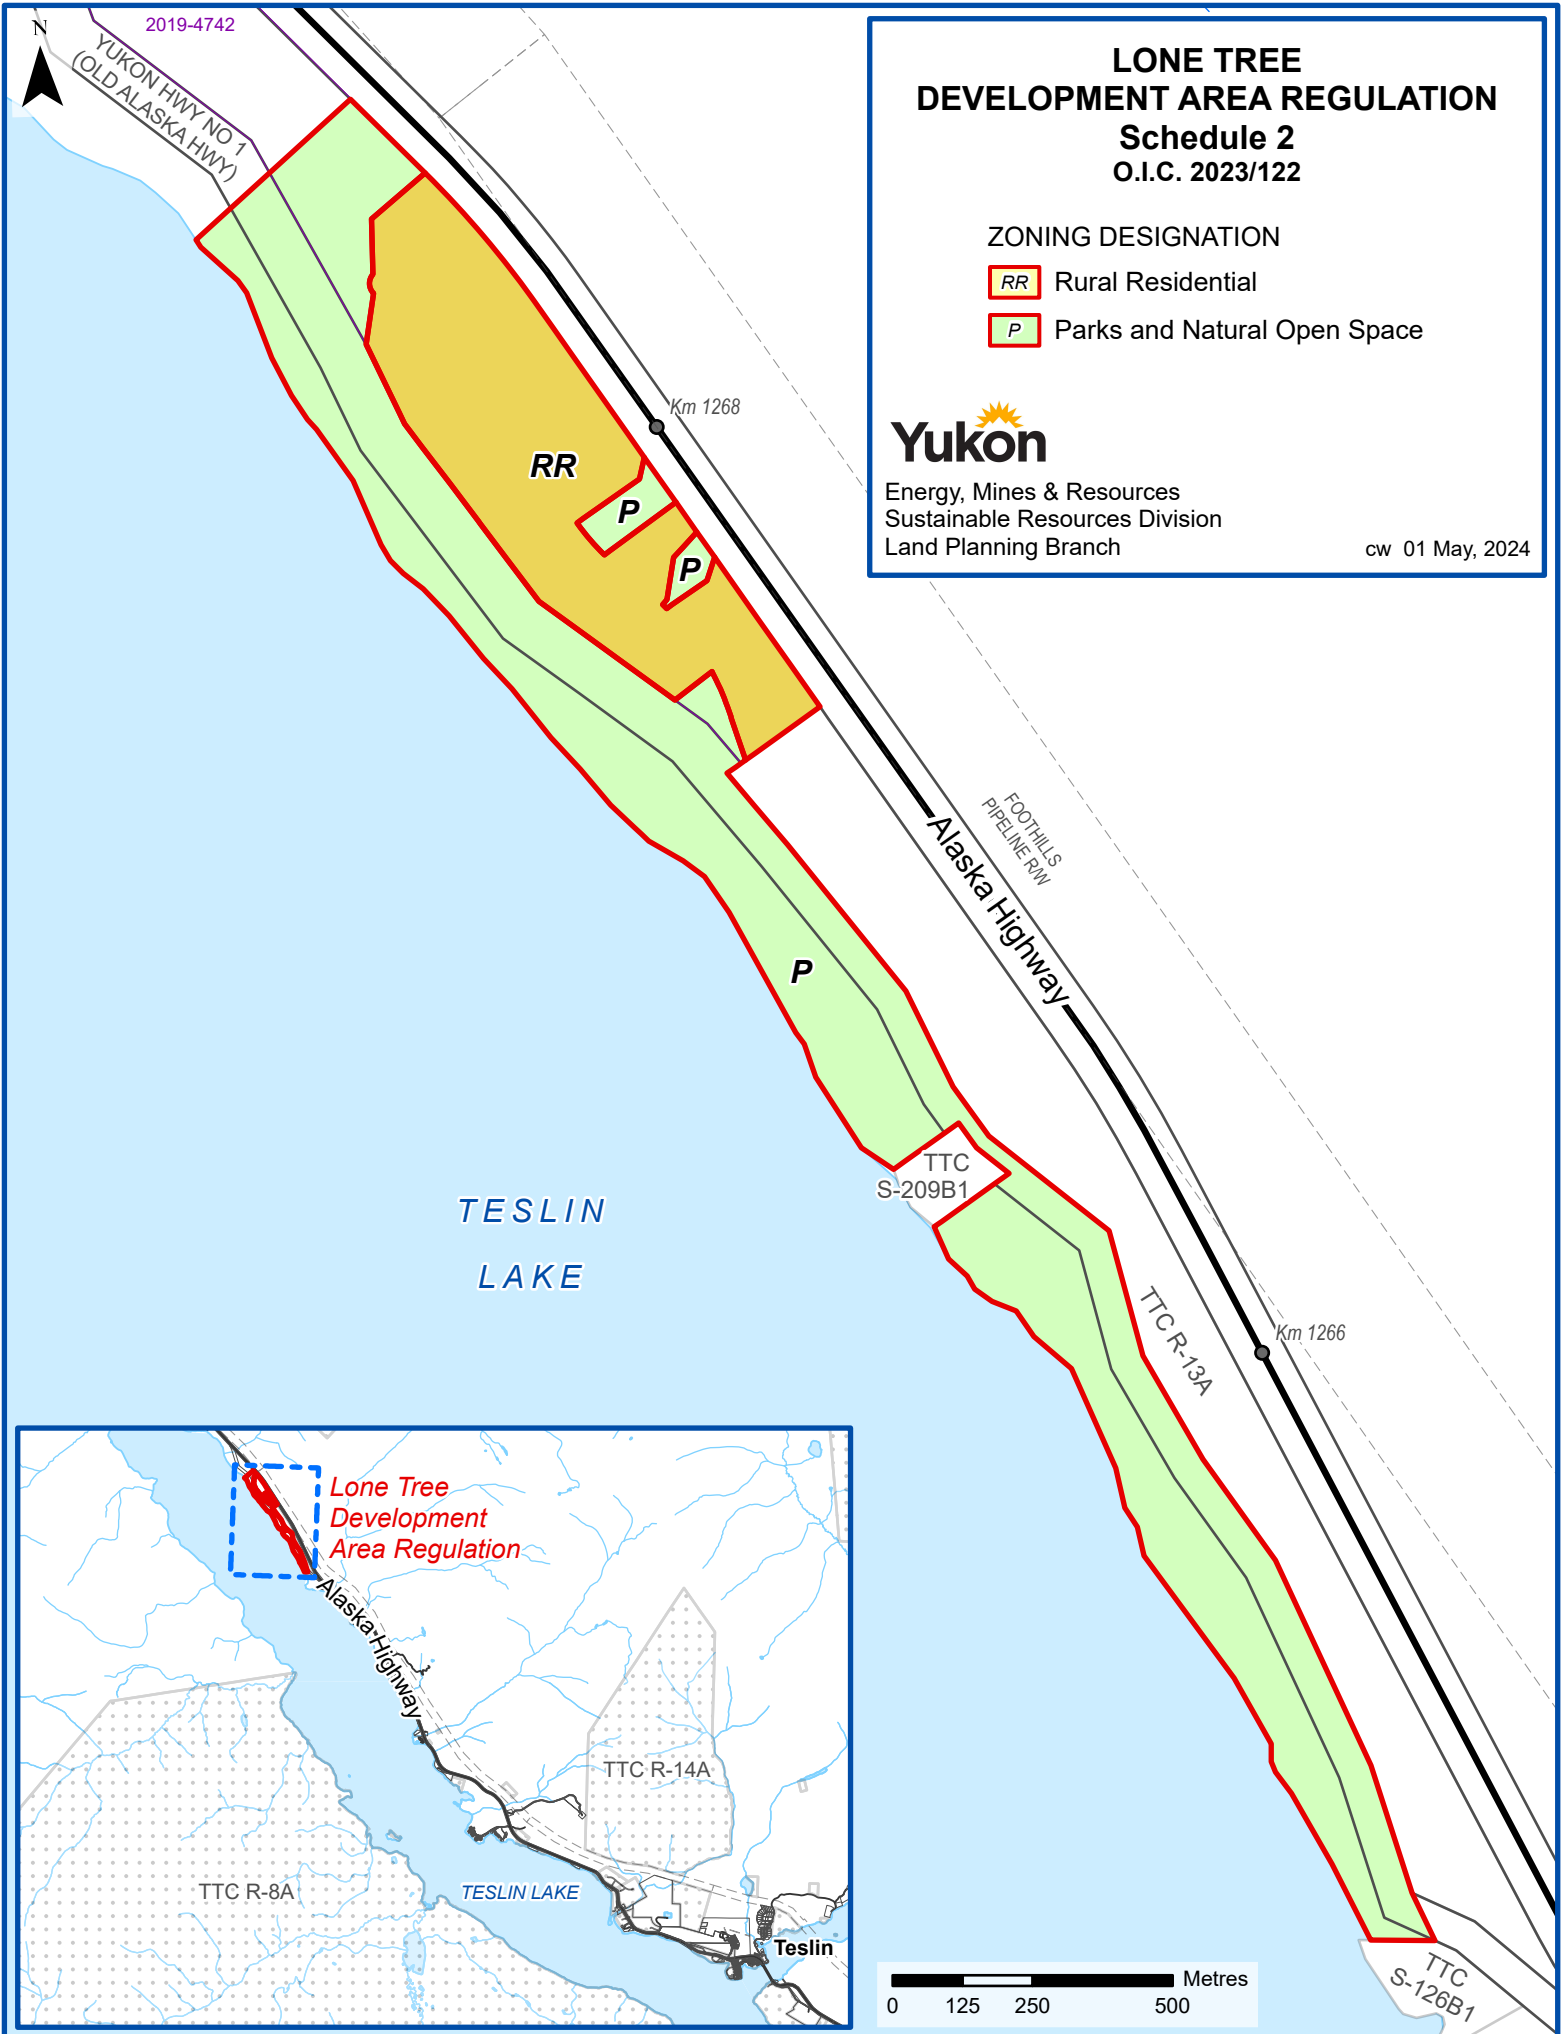 N
2019-4742
YUKON HWY NO 1
(OLD ALASKA HWY)
LONE TREE
DEVELOPMENT AREA REGULATION
Schedule 2
O.I.C. 2023/122
ZONING DESIGNATION
RR Rural Residential
P Parks and Natural Open Space
Yukon
Energy, Mines & Resources
Sustainable Resources Division
Land Planning Branch
cw 01 May, 2024
Km 1268
RR
P
P
FOOTHILLS
PIPELINE R/W
Alaska Highway
P
TTC
S-209B1
TESLIN
LAKE
TTC R-13A
Km 1266
Lone Tree
Development
Area Regulation
Alaska Highway
TTC R-14A
TTC R-8A
TESLIN LAKE
Teslin
TTC
S-126B1
Metres
0 125 250 500